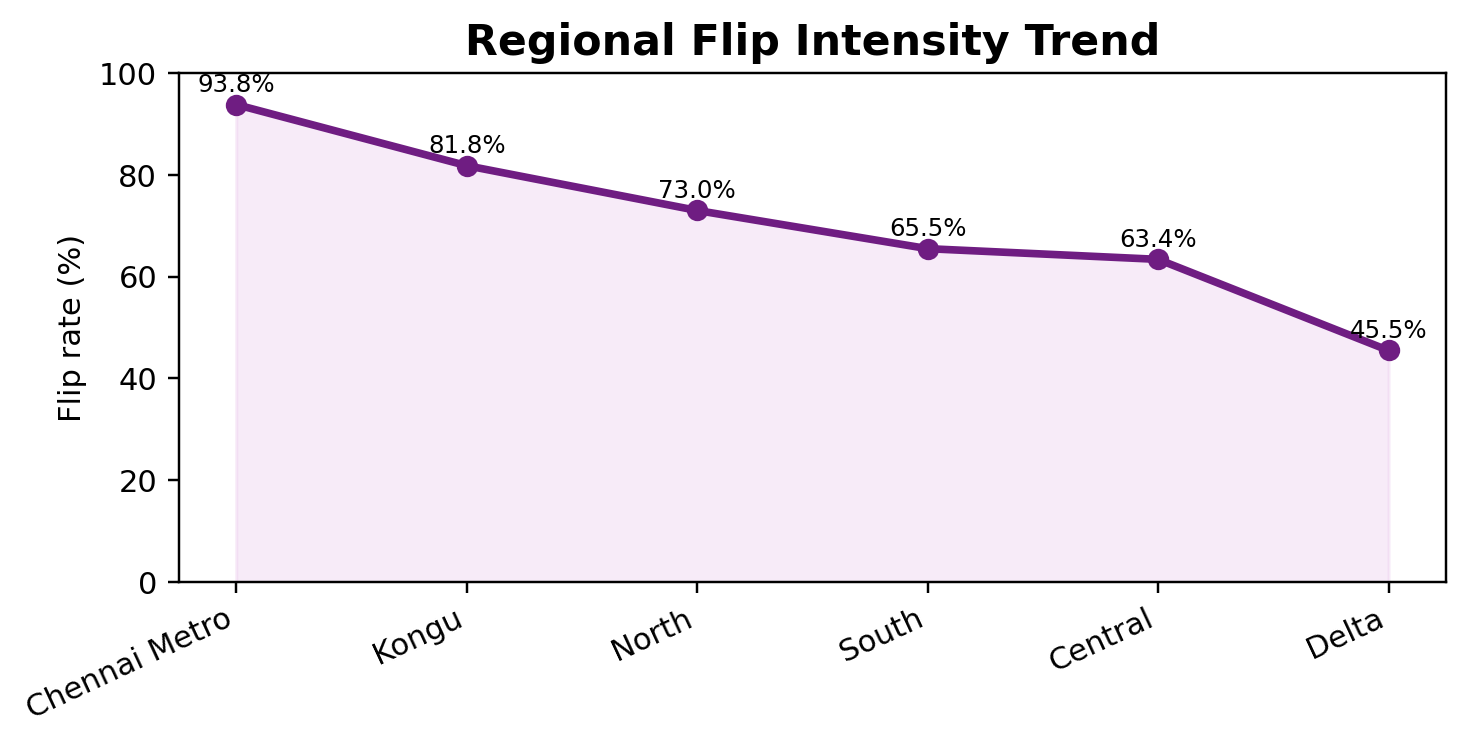 Regional Flip Intensity Trend
Flip rate (%)
100
80
60
40
20
0
93.8%
81.8%
73.0%
65.5%
63.4%
45.5%
Chennai Metro
Kongu
North
South
Central
Delta